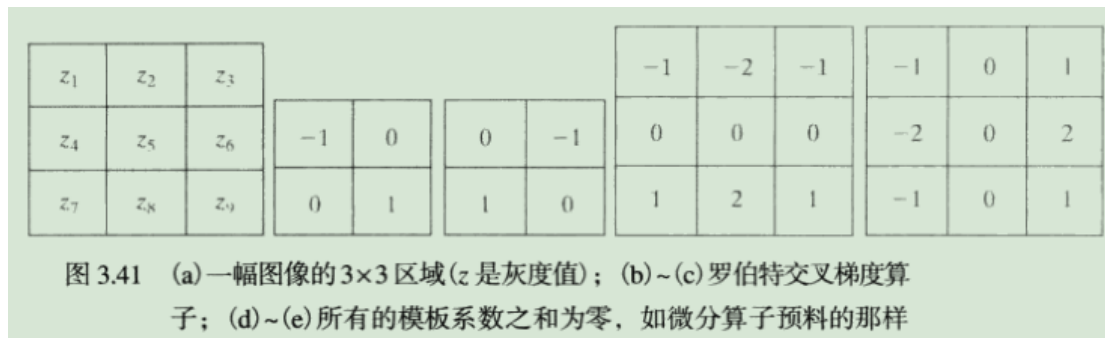 z₁ z₂ z₃
z₄ z₅ z₆
z₇ z₈ z₉
−1 0
0 1
0 −1
1 0
−1 −2 −1
0 0 0
1 2 1
−1 0 1
−2 0 2
−1 0 1
图 3.41 (a)一幅图像的3×3区域(z是灰度值)；(b)~(c)罗伯特交叉梯度算
子；(d)~(e)所有的模板系数之和为零，如微分算子预料的那样